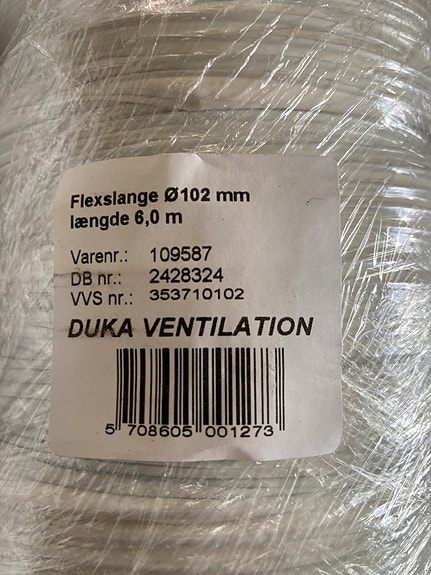 Flexslange Ø102 mm
længde 6,0 m
Varenr.: 109587
DB nr.: 2428324
VVS nr.: 353710102
DUKA VENTILATION
5 708605 001273